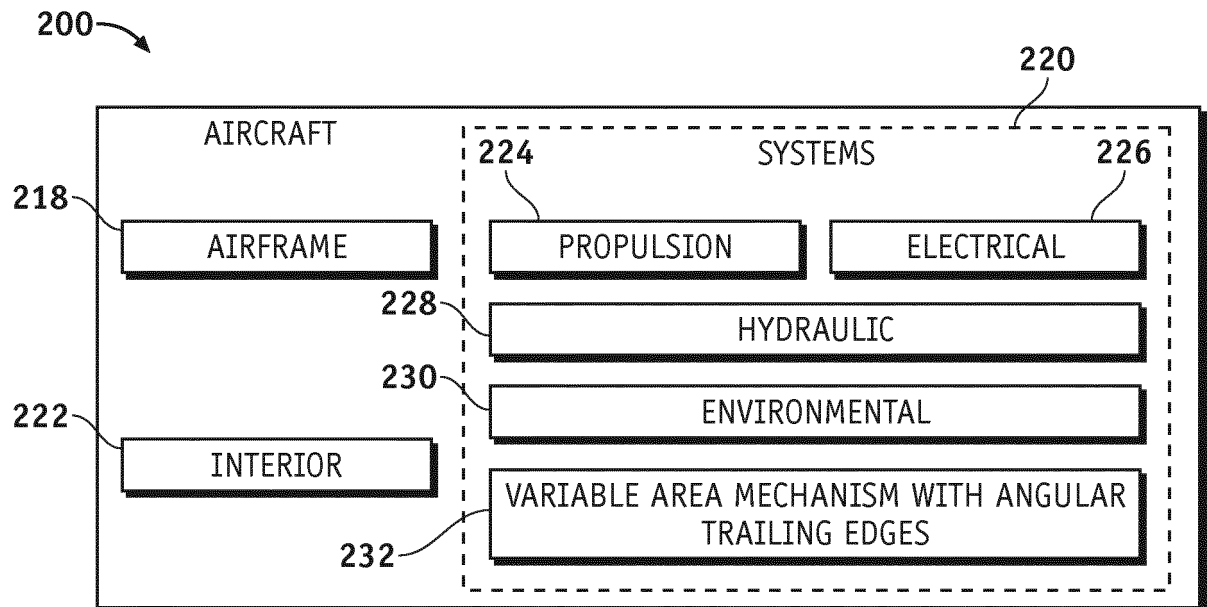 200
220
AIRCRAFT
SYSTEMS
224
226
218
AIRFRAME
PROPULSION
ELECTRICAL
228
HYDRAULIC
230
ENVIRONMENTAL
222
INTERIOR
VARIABLE AREA MECHANISM WITH ANGULAR
TRAILING EDGES
232